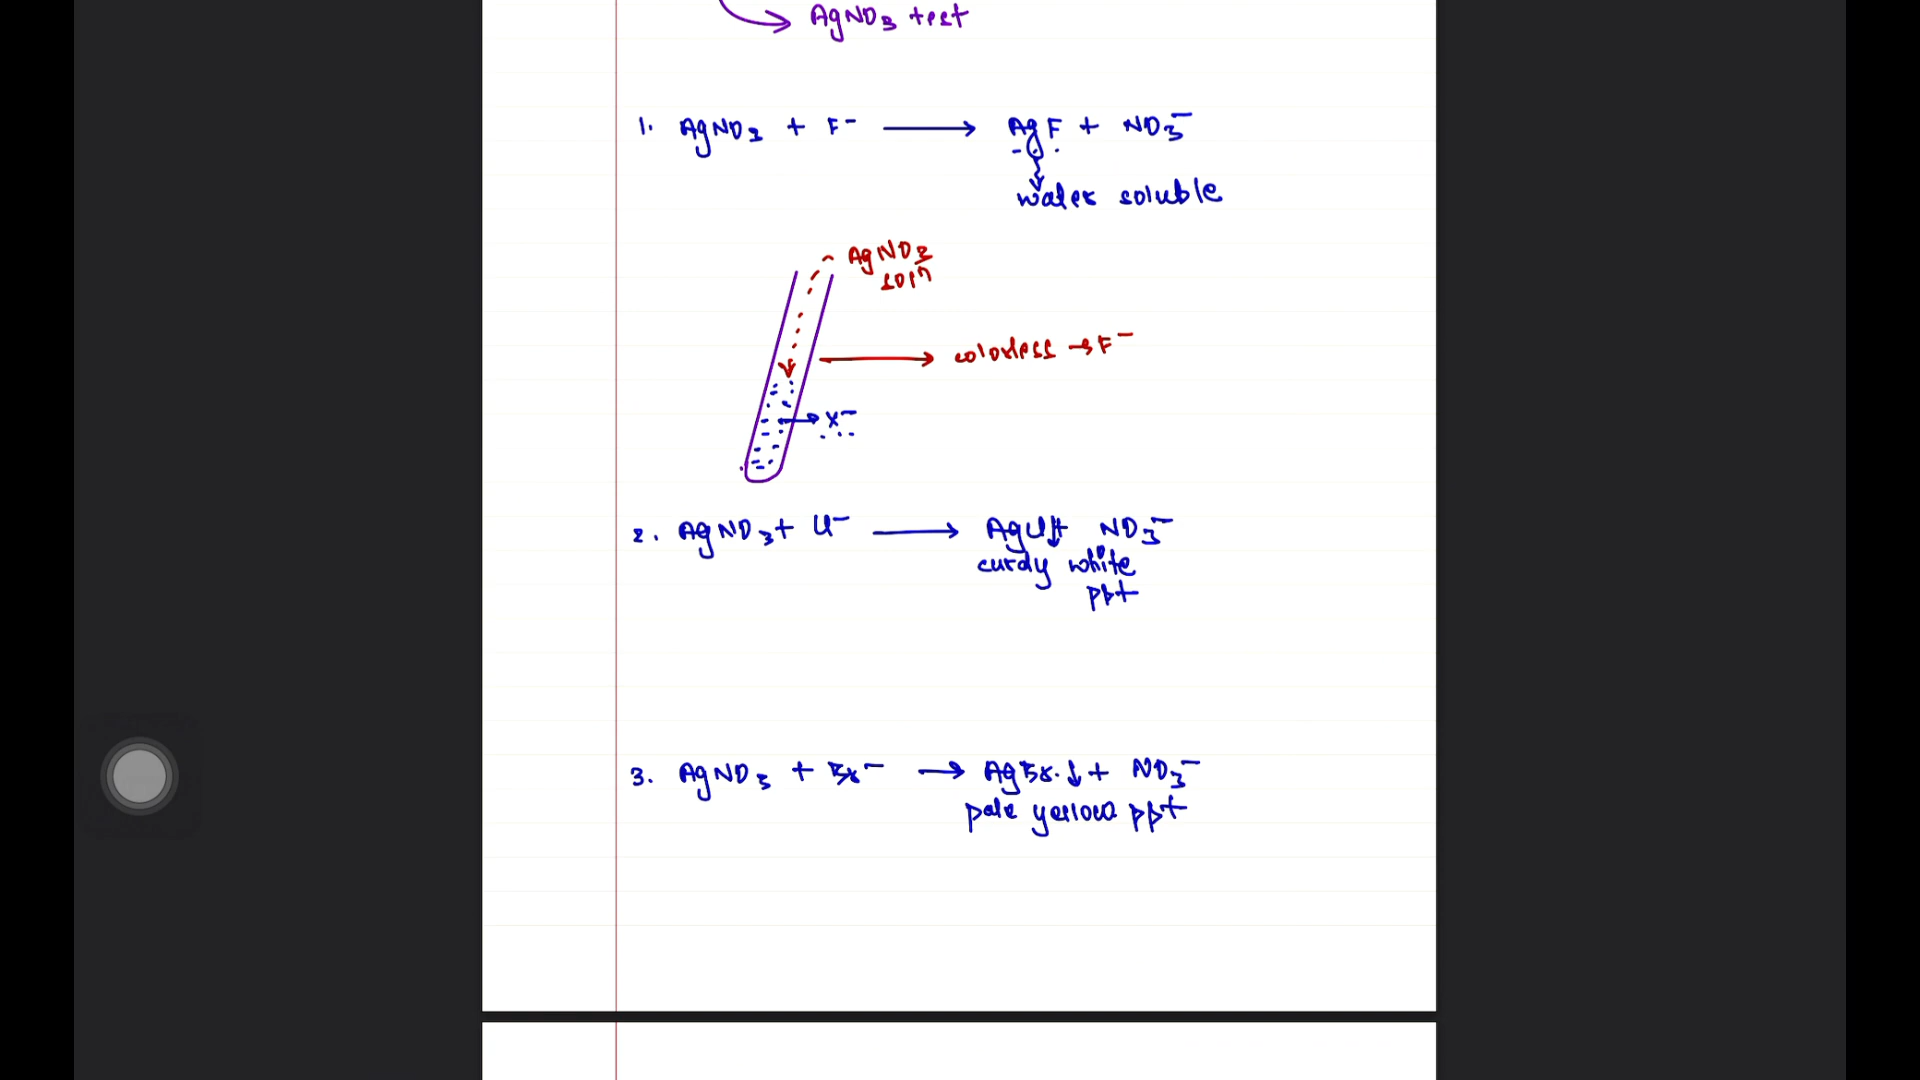 AgNO3 test
1. AgNO3 + F⁻ ⟶ AgF + NO3⁻
water soluble
AgNO3
solⁿ
colorless → F⁻
X⁻
2. AgNO3 + Cl⁻ ⟶ AgCl↓ + NO3⁻
curdy white
ppt
3. AgNO3 + Br⁻ ⟶ AgBr↓ + NO3⁻
pale yellow ppt